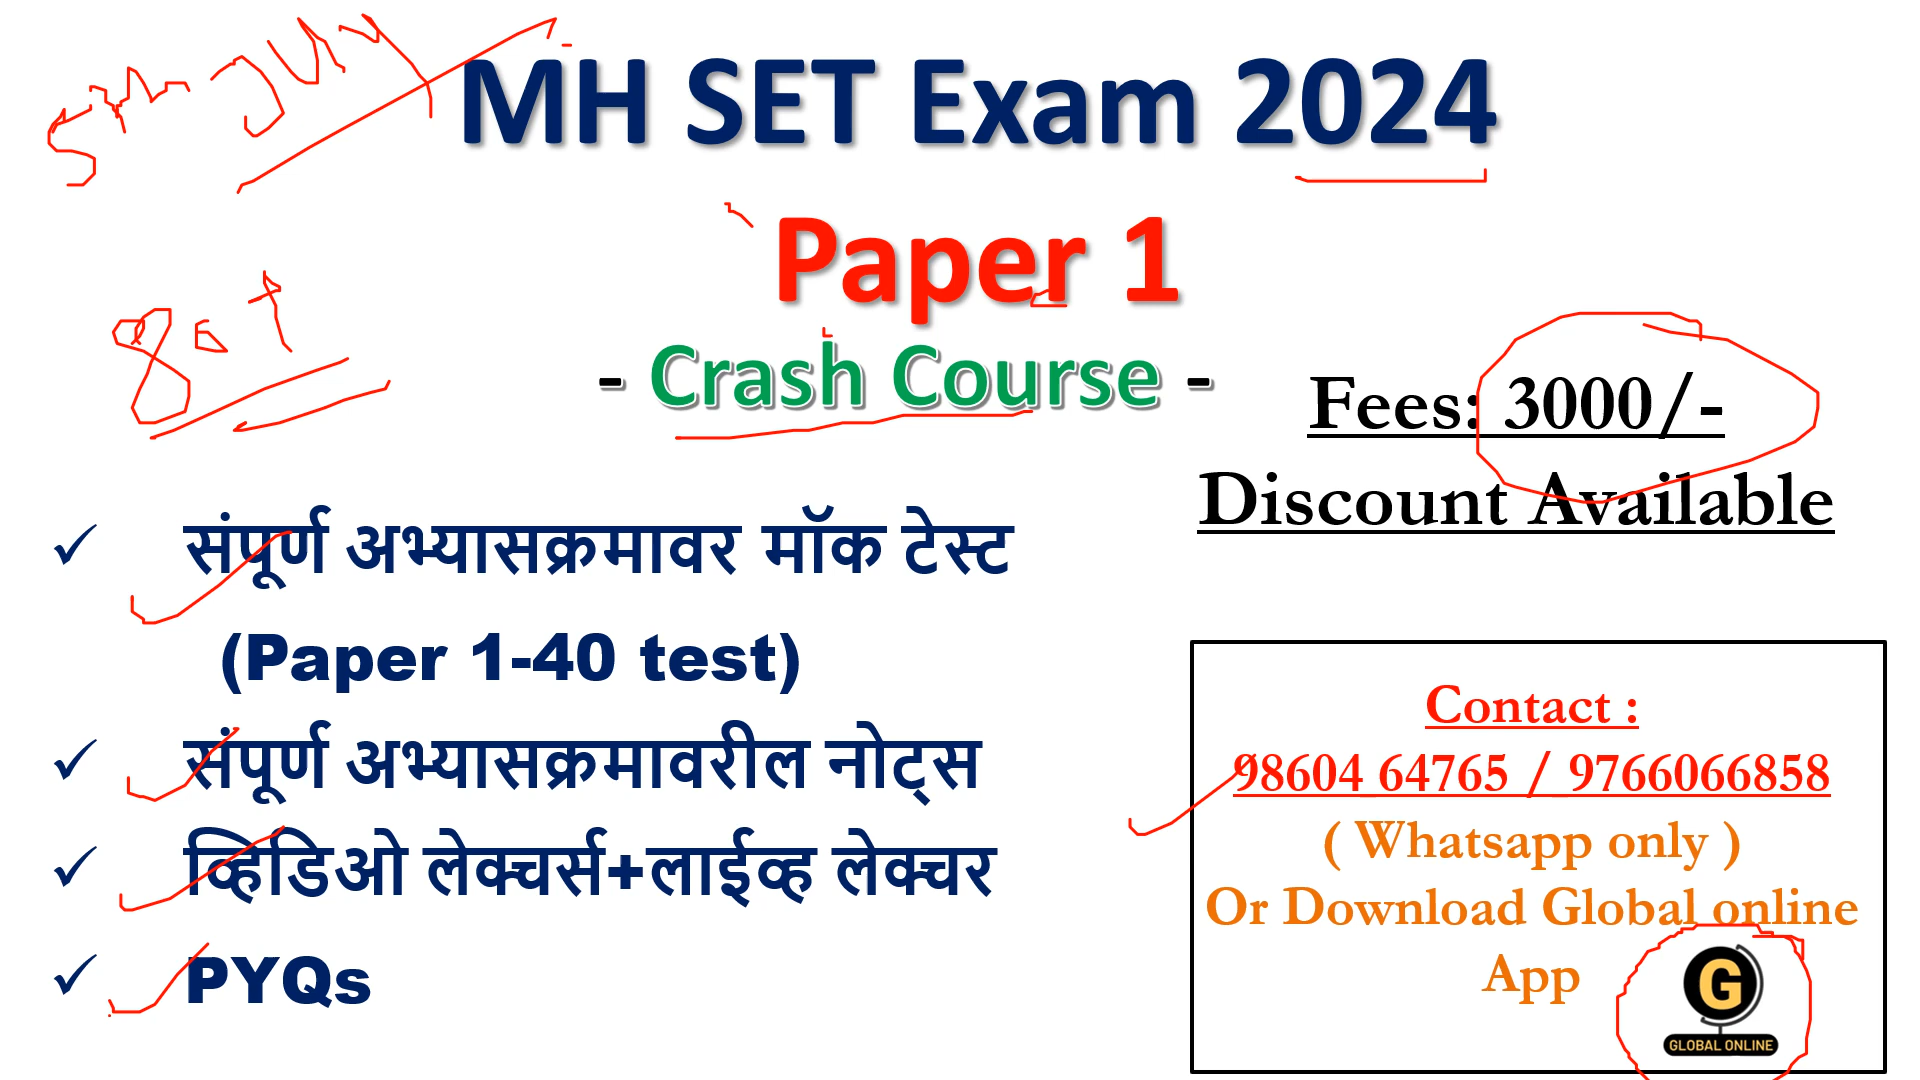 5th July
MH SET Exam 2024
Paper 1
- Crash Course -
Fees: 3000/-
Discount Available
✓ संपूर्ण अभ्यासक्रमावर मॉक टेस्ट
(Paper 1-40 test)
✓ संपूर्ण अभ्यासक्रमावरील नोट्स
✓ व्हिडिओ लेक्चर्स+लाईव्ह लेक्चर
✓ PYQs
Contact :
98604 64765 / 9766066858
( Whatsapp only )
Or Download Global online
App
G
GLOBAL ONLINE